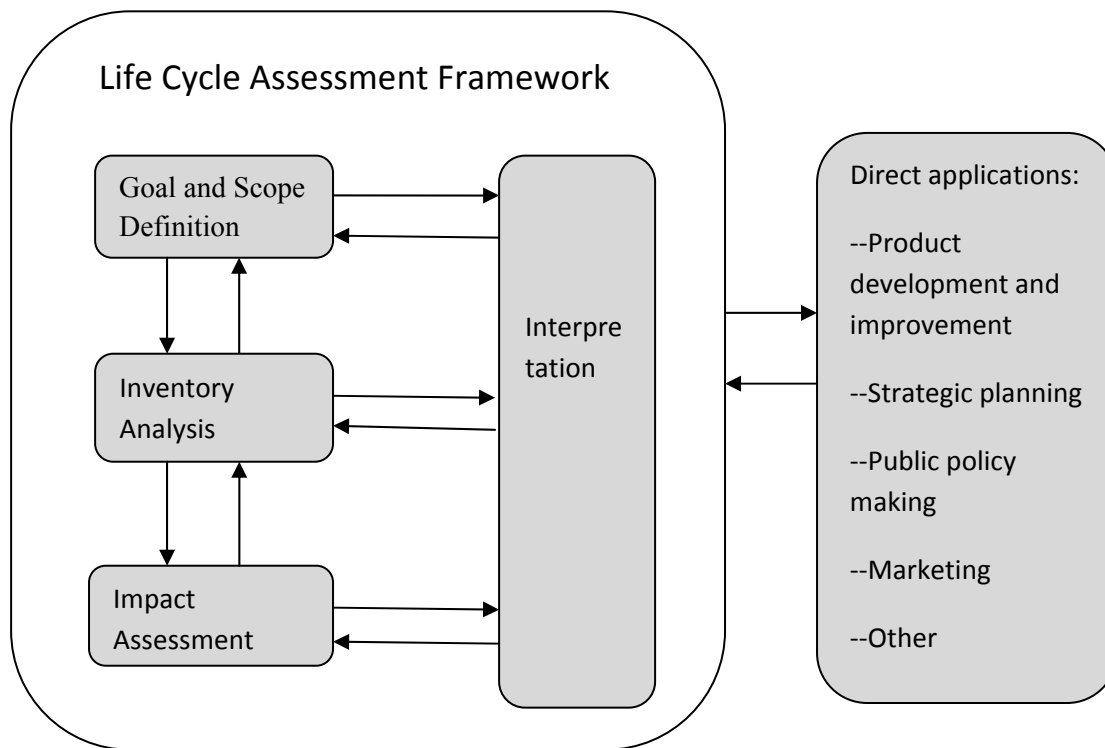 Life Cycle Assessment Framework
Goal and Scope
Definition
Inventory
Analysis
Impact
Assessment
Interpre
tation
Direct applications:
--Product
development and
improvement
--Strategic planning
--Public policy
making
--Marketing
--Other